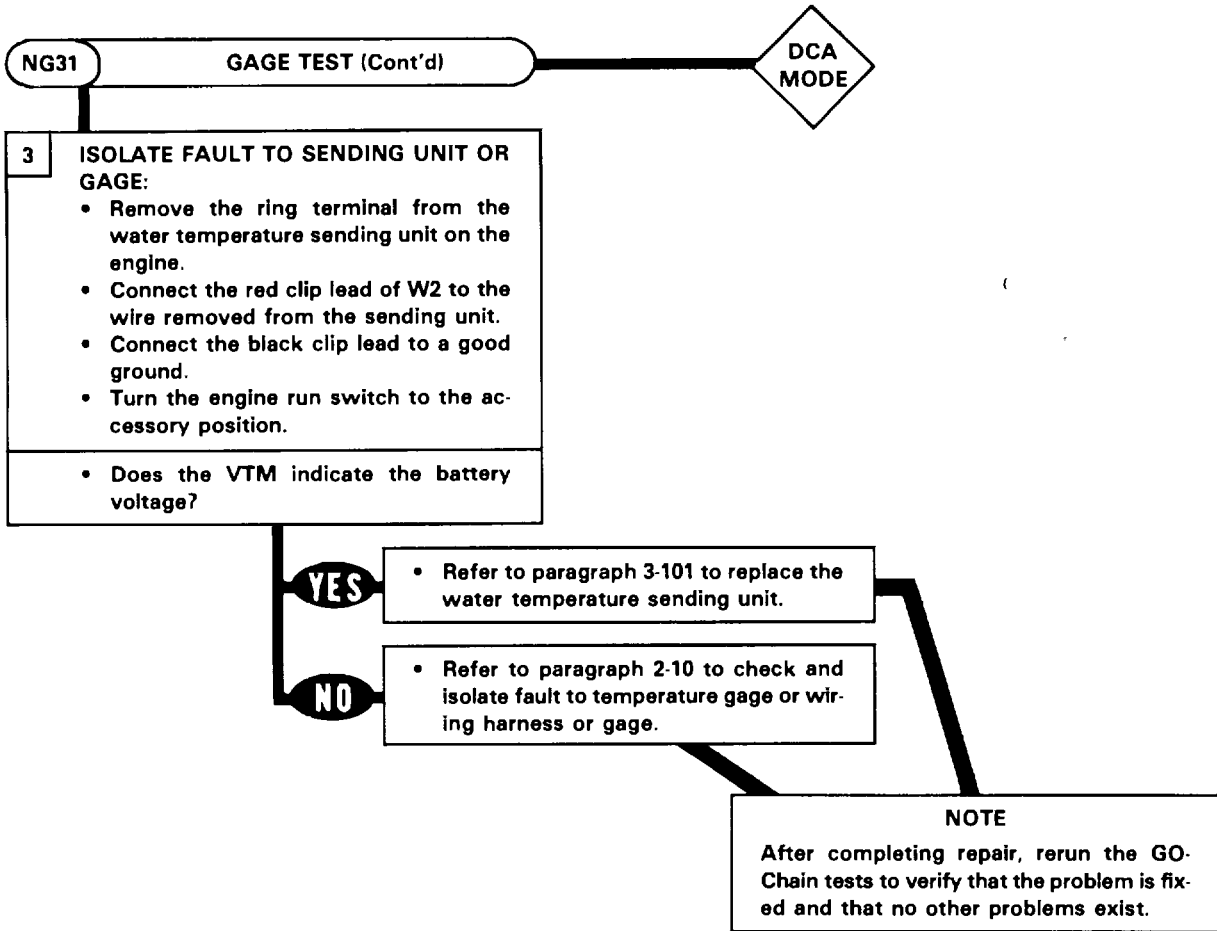 NG31
GAGE TEST (Cont'd)
DCA
MODE
3
ISOLATE FAULT TO SENDING UNIT OR
GAGE:
• Remove the ring terminal from the
water temperature sending unit on the
engine.
• Connect the red clip lead of W2 to the
wire removed from the sending unit.
• Connect the black clip lead to a good
ground.
• Turn the engine run switch to the ac-
cessory position.
• Does the VTM indicate the battery
voltage?
YES
• Refer to paragraph 3-101 to replace the
water temperature sending unit.
NO
• Refer to paragraph 2-10 to check and
isolate fault to temperature gage or wir-
ing harness or gage.
NOTE
After completing repair, rerun the GO-
Chain tests to verify that the problem is fix-
ed and that no other problems exist.